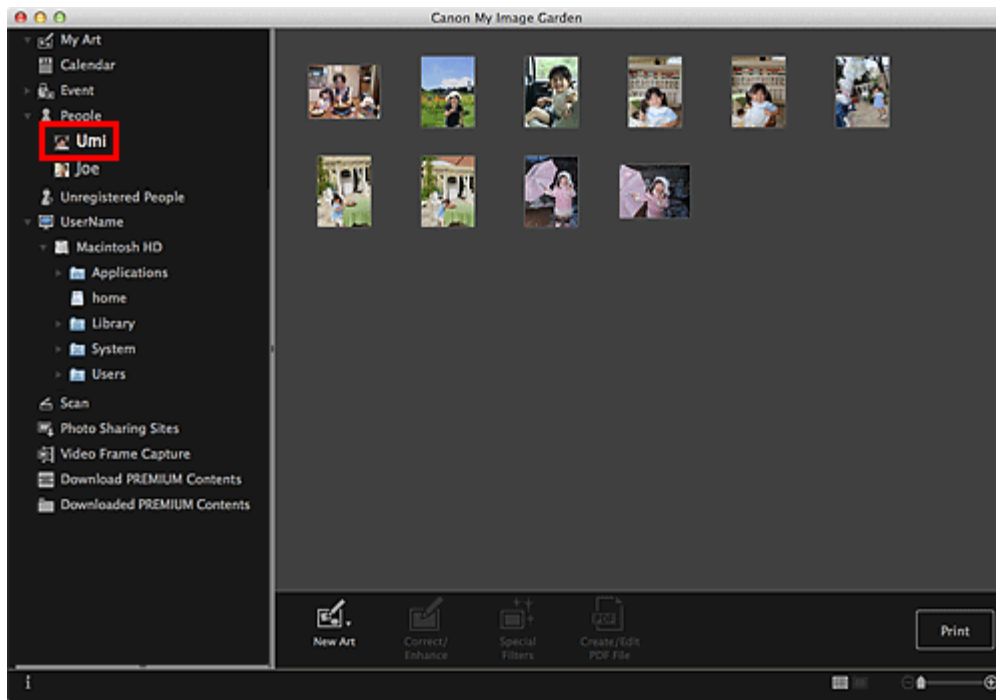 Canon My Image Garden
My Art
Calendar
Event
People
Umi
Joe
Unregistered People
UserName
Macintosh HD
Applications
home
Library
System
Users
Scan
Photo Sharing Sites
Video Frame Capture
Download PREMIUM Contents
Downloaded PREMIUM Contents
New Art
Correct/
Enhance
Special
Filters
PDF
Create/Edit
PDF File
Print
i